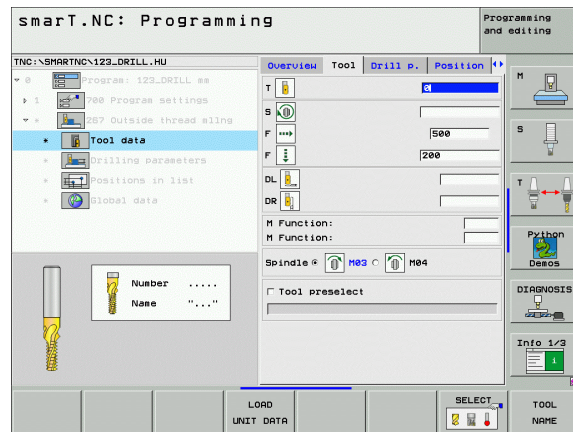 smarT.NC: Programming
Programming
and editing
TNC:\SMARTNC\123_DRILL.HU
0 Program: 123_DRILL mm
1 700 Program settings
* 267 Outside thread mllng
* Tool data
* Drilling parameters
* Positions in list
* Global data
Overview Tool Drill p. Position
T 0
S
F 500
F 200
DL
DR
M Function:
M Function:
Spindle M03 M04
Tool preselect
Number .....
Name "..."
M
S
T
Python
Demos
DIAGNOSIS
Info 1/3
LOAD
UNIT DATA
SELECT
TOOL
NAME